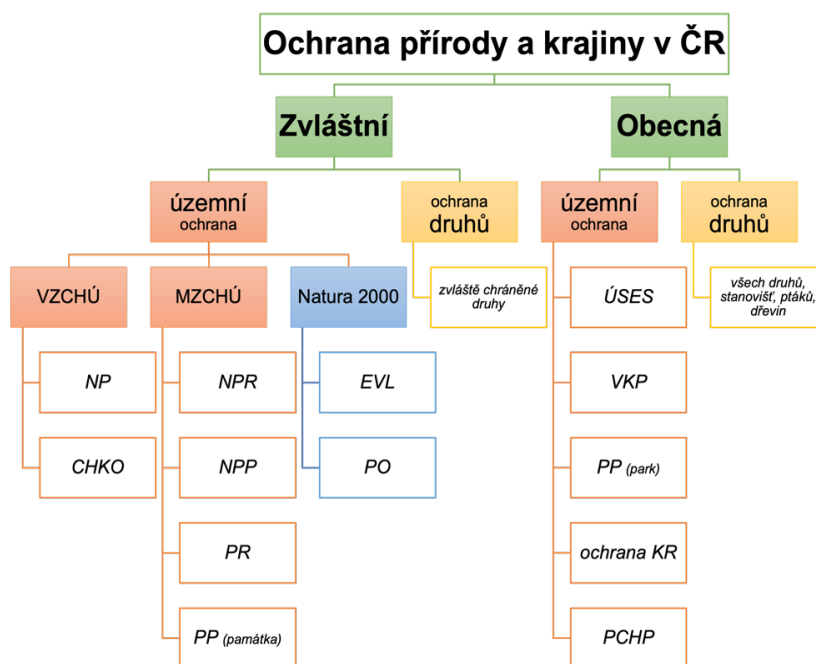 Ochrana přírody a krajiny v ČR
Zvláštní
Obecná
územní
ochrana
ochrana
druhů
územní
ochrana
ochrana
druhů
VZCHÚ
MZCHÚ
Natura 2000
zvláště chráněné
druhy
ÚSES
všech druhů,
stanovišť, ptáků,
dřevin
NP
NPR
EVL
VKP
CHKO
NPP
PO
PP (park)
PR
ochrana KR
PP (památka)
PCHP